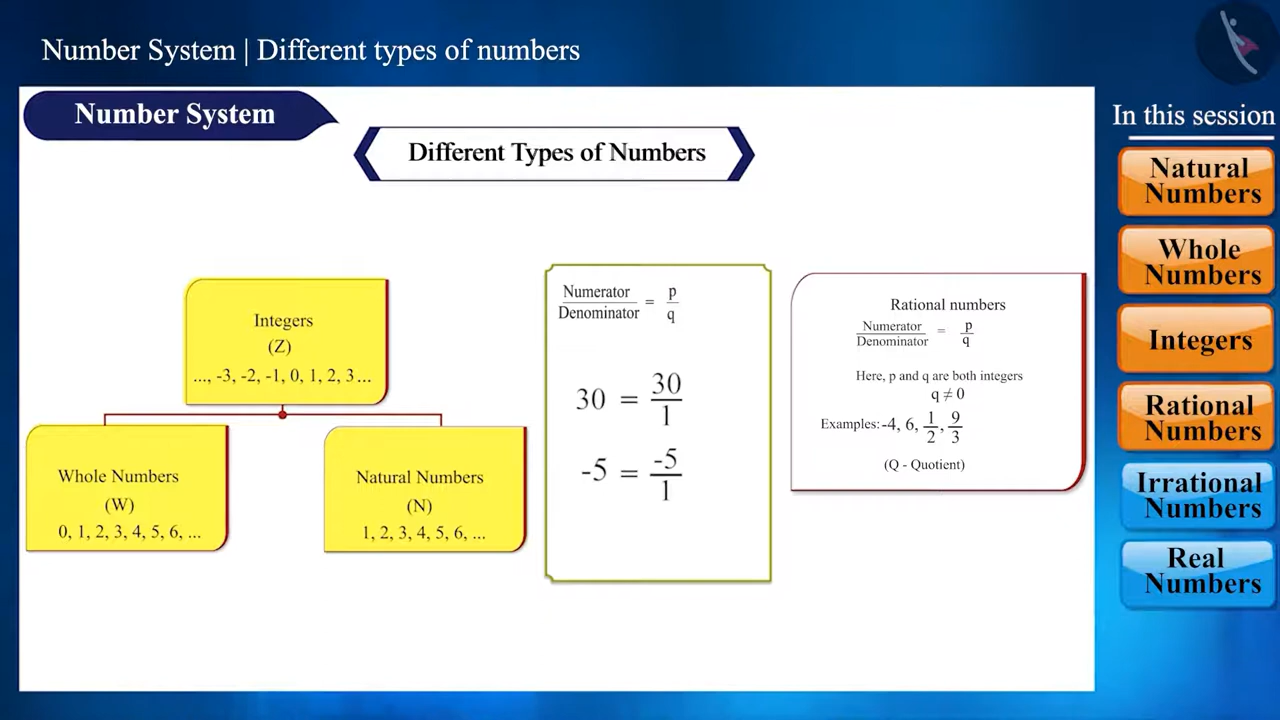 Number System | Different types of numbers
Number System
Different Types of Numbers
Integers
(Z)
..., -3, -2, -1, 0, 1, 2, 3...
Whole Numbers
(W)
0, 1, 2, 3, 4, 5, 6, ...
Natural Numbers
(N)
1, 2, 3, 4, 5, 6, ...
Numerator/Denominator = p/q
30 = 30/1
-5 = -5/1
Rational numbers
Numerator/Denominator = p/q
Here, p and q are both integers
q ≠ 0
Examples: -4, 6, 1/2, 9/3
(Q - Quotient)
In this session
Natural
Numbers
Whole
Numbers
Integers
Rational
Numbers
Irrational
Numbers
Real
Numbers